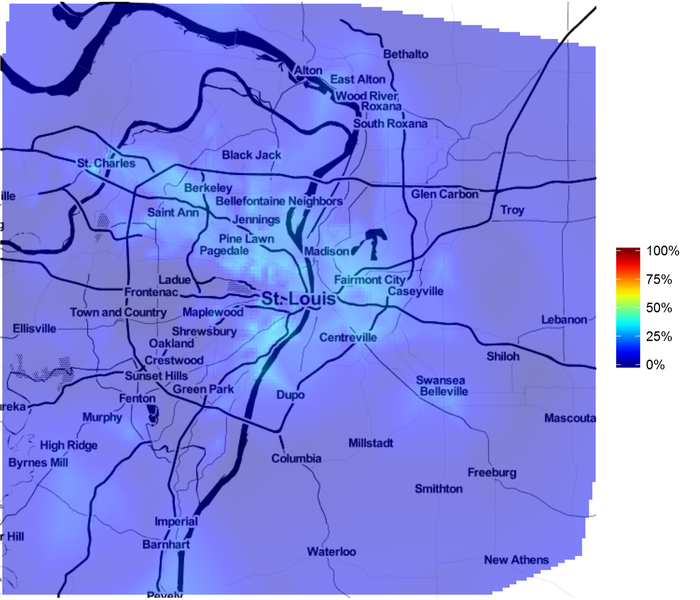 Bethalto
Alton
East Alton
Wood River
Roxana
South Roxana
Black Jack
St. Charles
Berkeley
Glen Carbon
ille
Bellefontaine Neighbors
Saint Ann
Troy
Jennings
g
Pine Lawn
Pagedale
Madison
100%
75%
50%
25%
0%
Ladue
Fairmont City
Frontenac
Caseyville
St. Louis
Town and Country
Maplewood
Lebanon
Ellisville
Shrewsbury
Centreville
Oakland
Shiloh
Crestwood
Sunset Hills
Swansea
Green Park
Belleville
Dupo
Fenton
reka
Murphy
Mascouta
High Ridge
Millstadt
Byrnes Mill
Columbia
Freeburg
Smithton
Imperial
r Hill
Barnhart
Waterloo
New Athens
Pevely